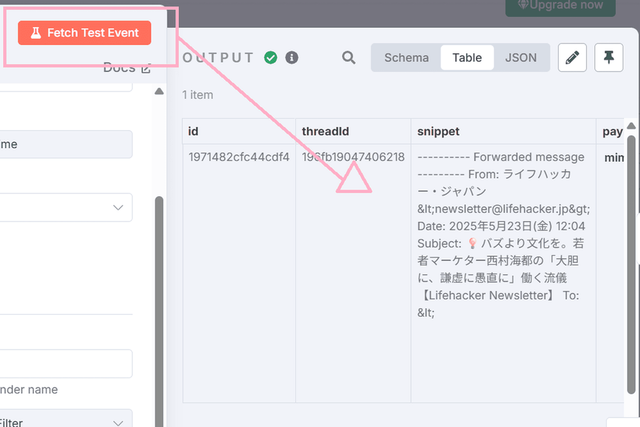 Upgrade now
Fetch Test Event
Docs
OUTPUT
Schema
Table
JSON
1 item
id
threadId
snippet
pay
1971482cfc44cdf4
196fb19047406218
---------- Forwarded message
--------- From: ライフハッカ
ー・ジャパン
&lt;newsletter@lifehacker.jp&gt;
Date: 2025年5月23日(金) 12:04
Subject: 💡バズより文化を。若
者マーケター西村海都の「大胆
に、謙虚に愚直に」働く流儀
【Lifehacker Newsletter】 To:
&lt;
mim
me
nder name
Filter